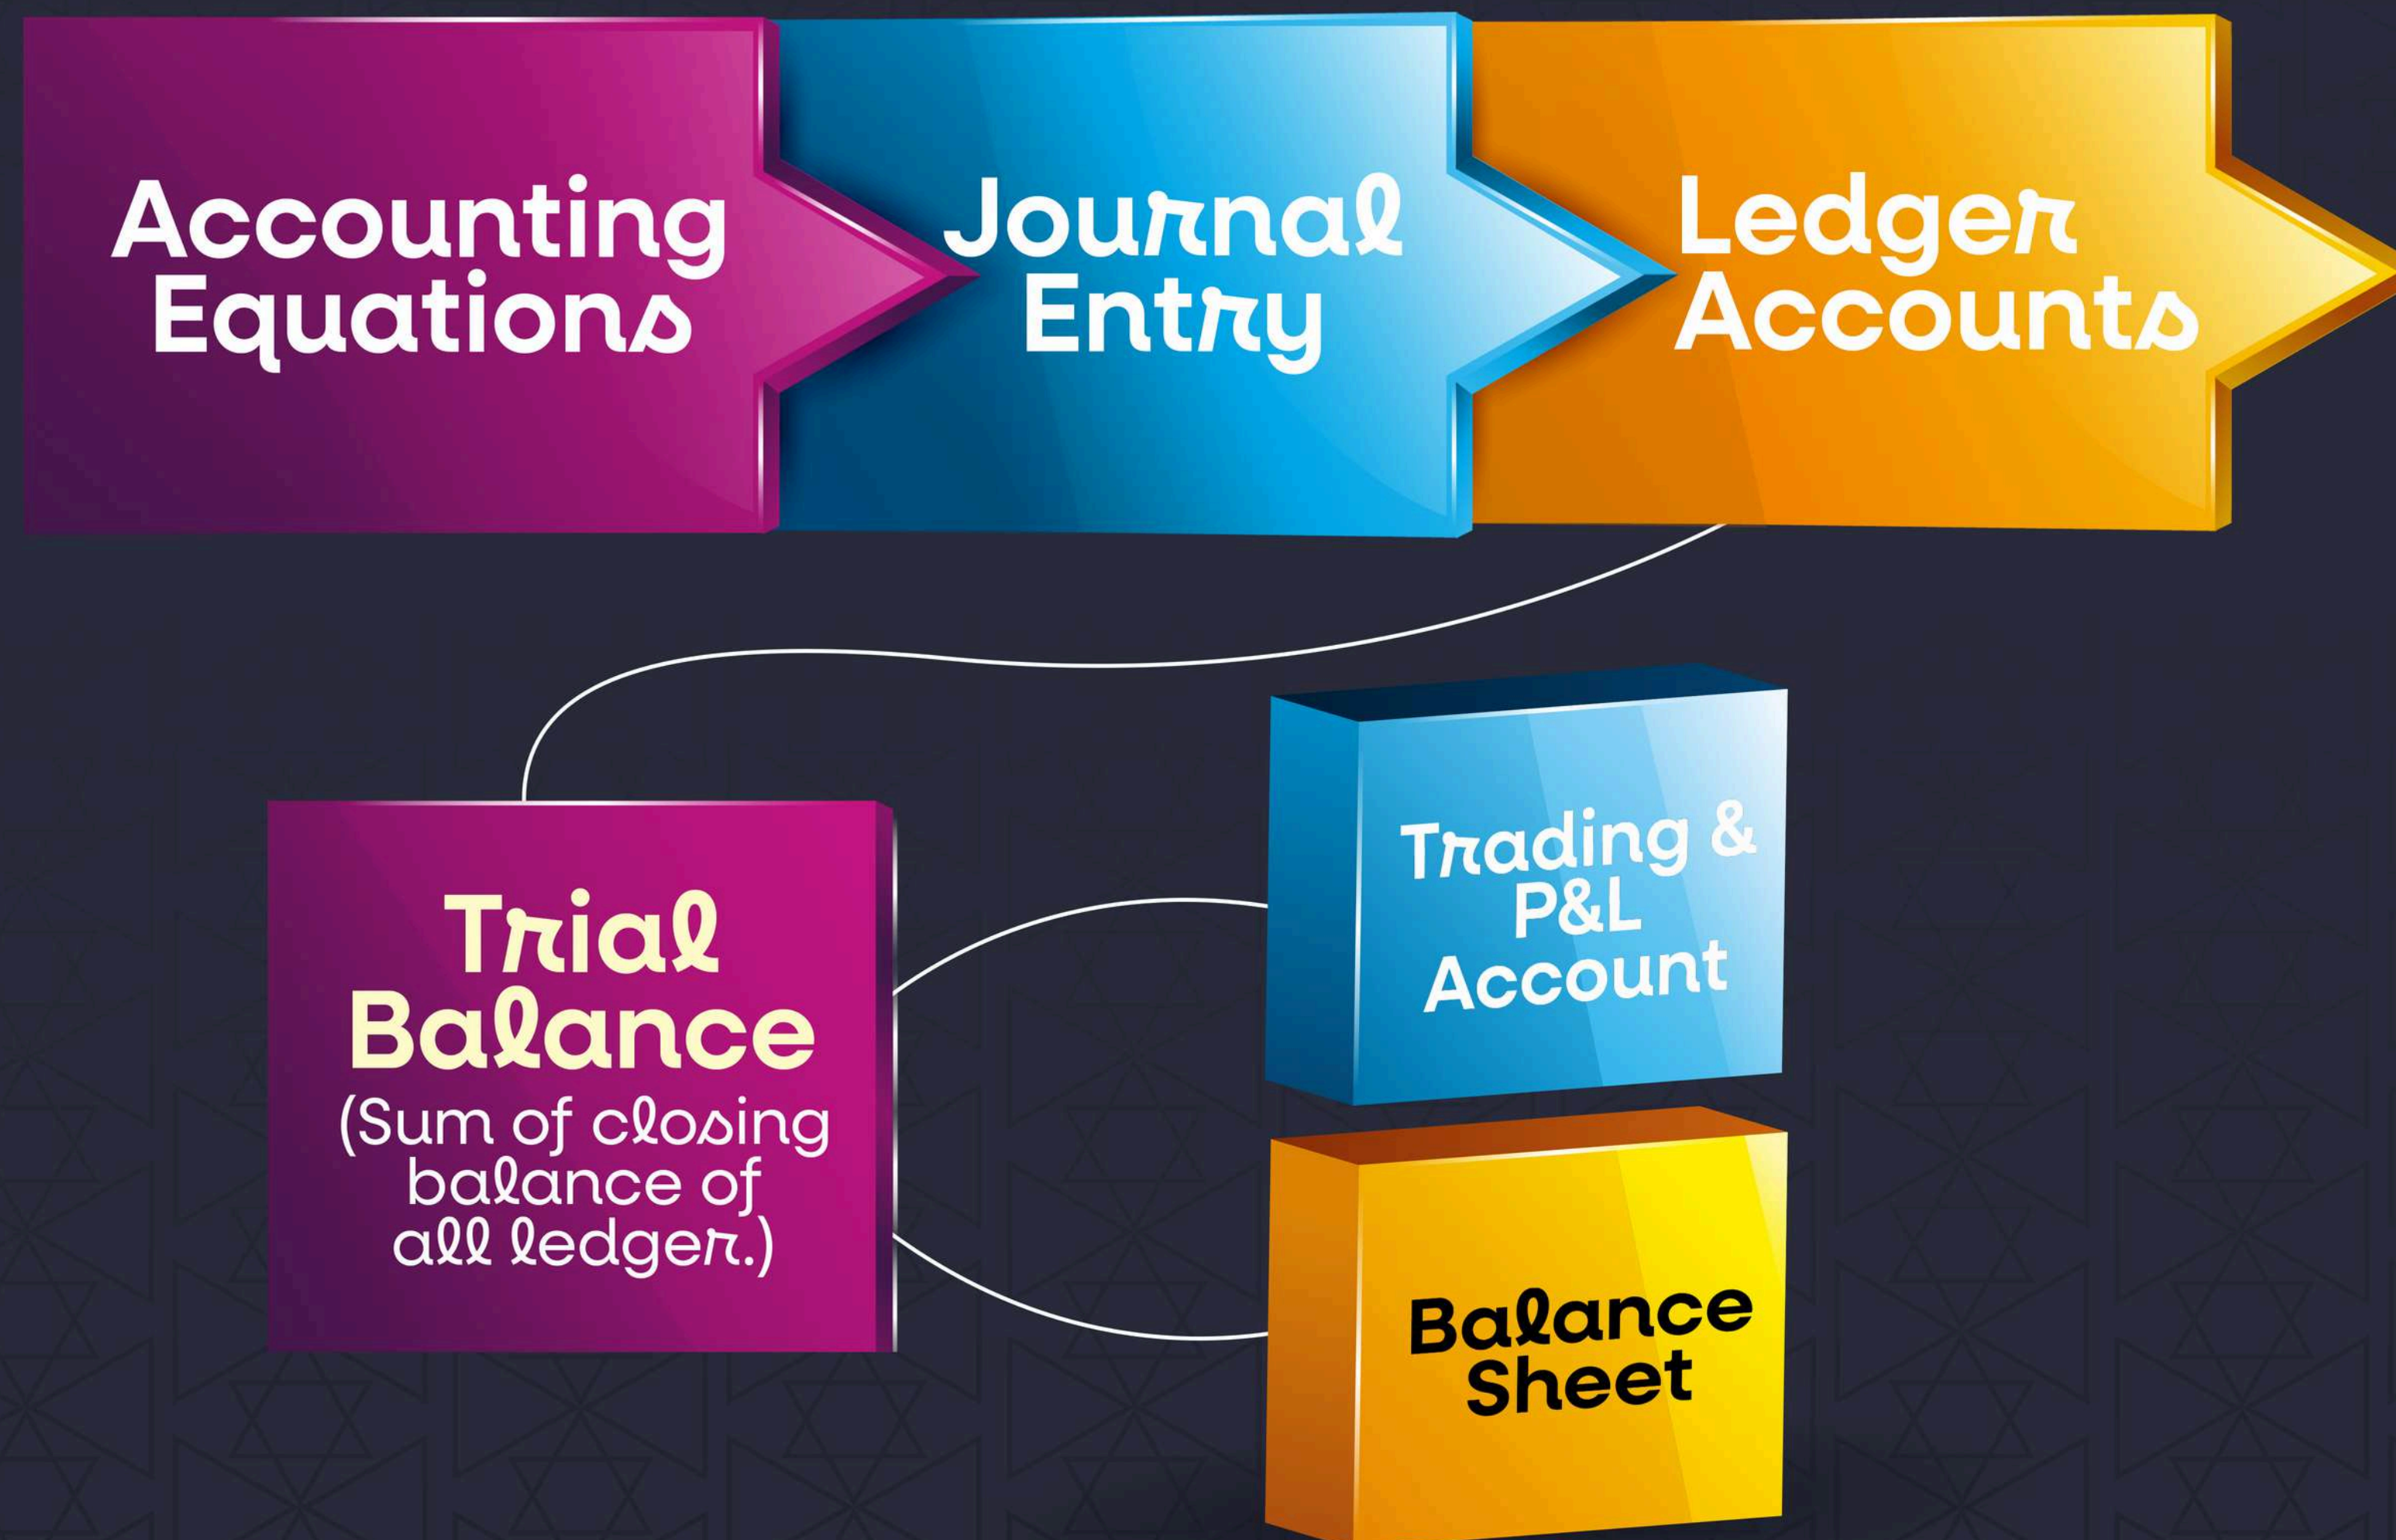 Accounting
Equations
Journal
Entry
Ledger
Accounts
Trial
Balance
(Sum of closing
balance of
all ledger.)
Trading &
P&L
Account
Balance
Sheet